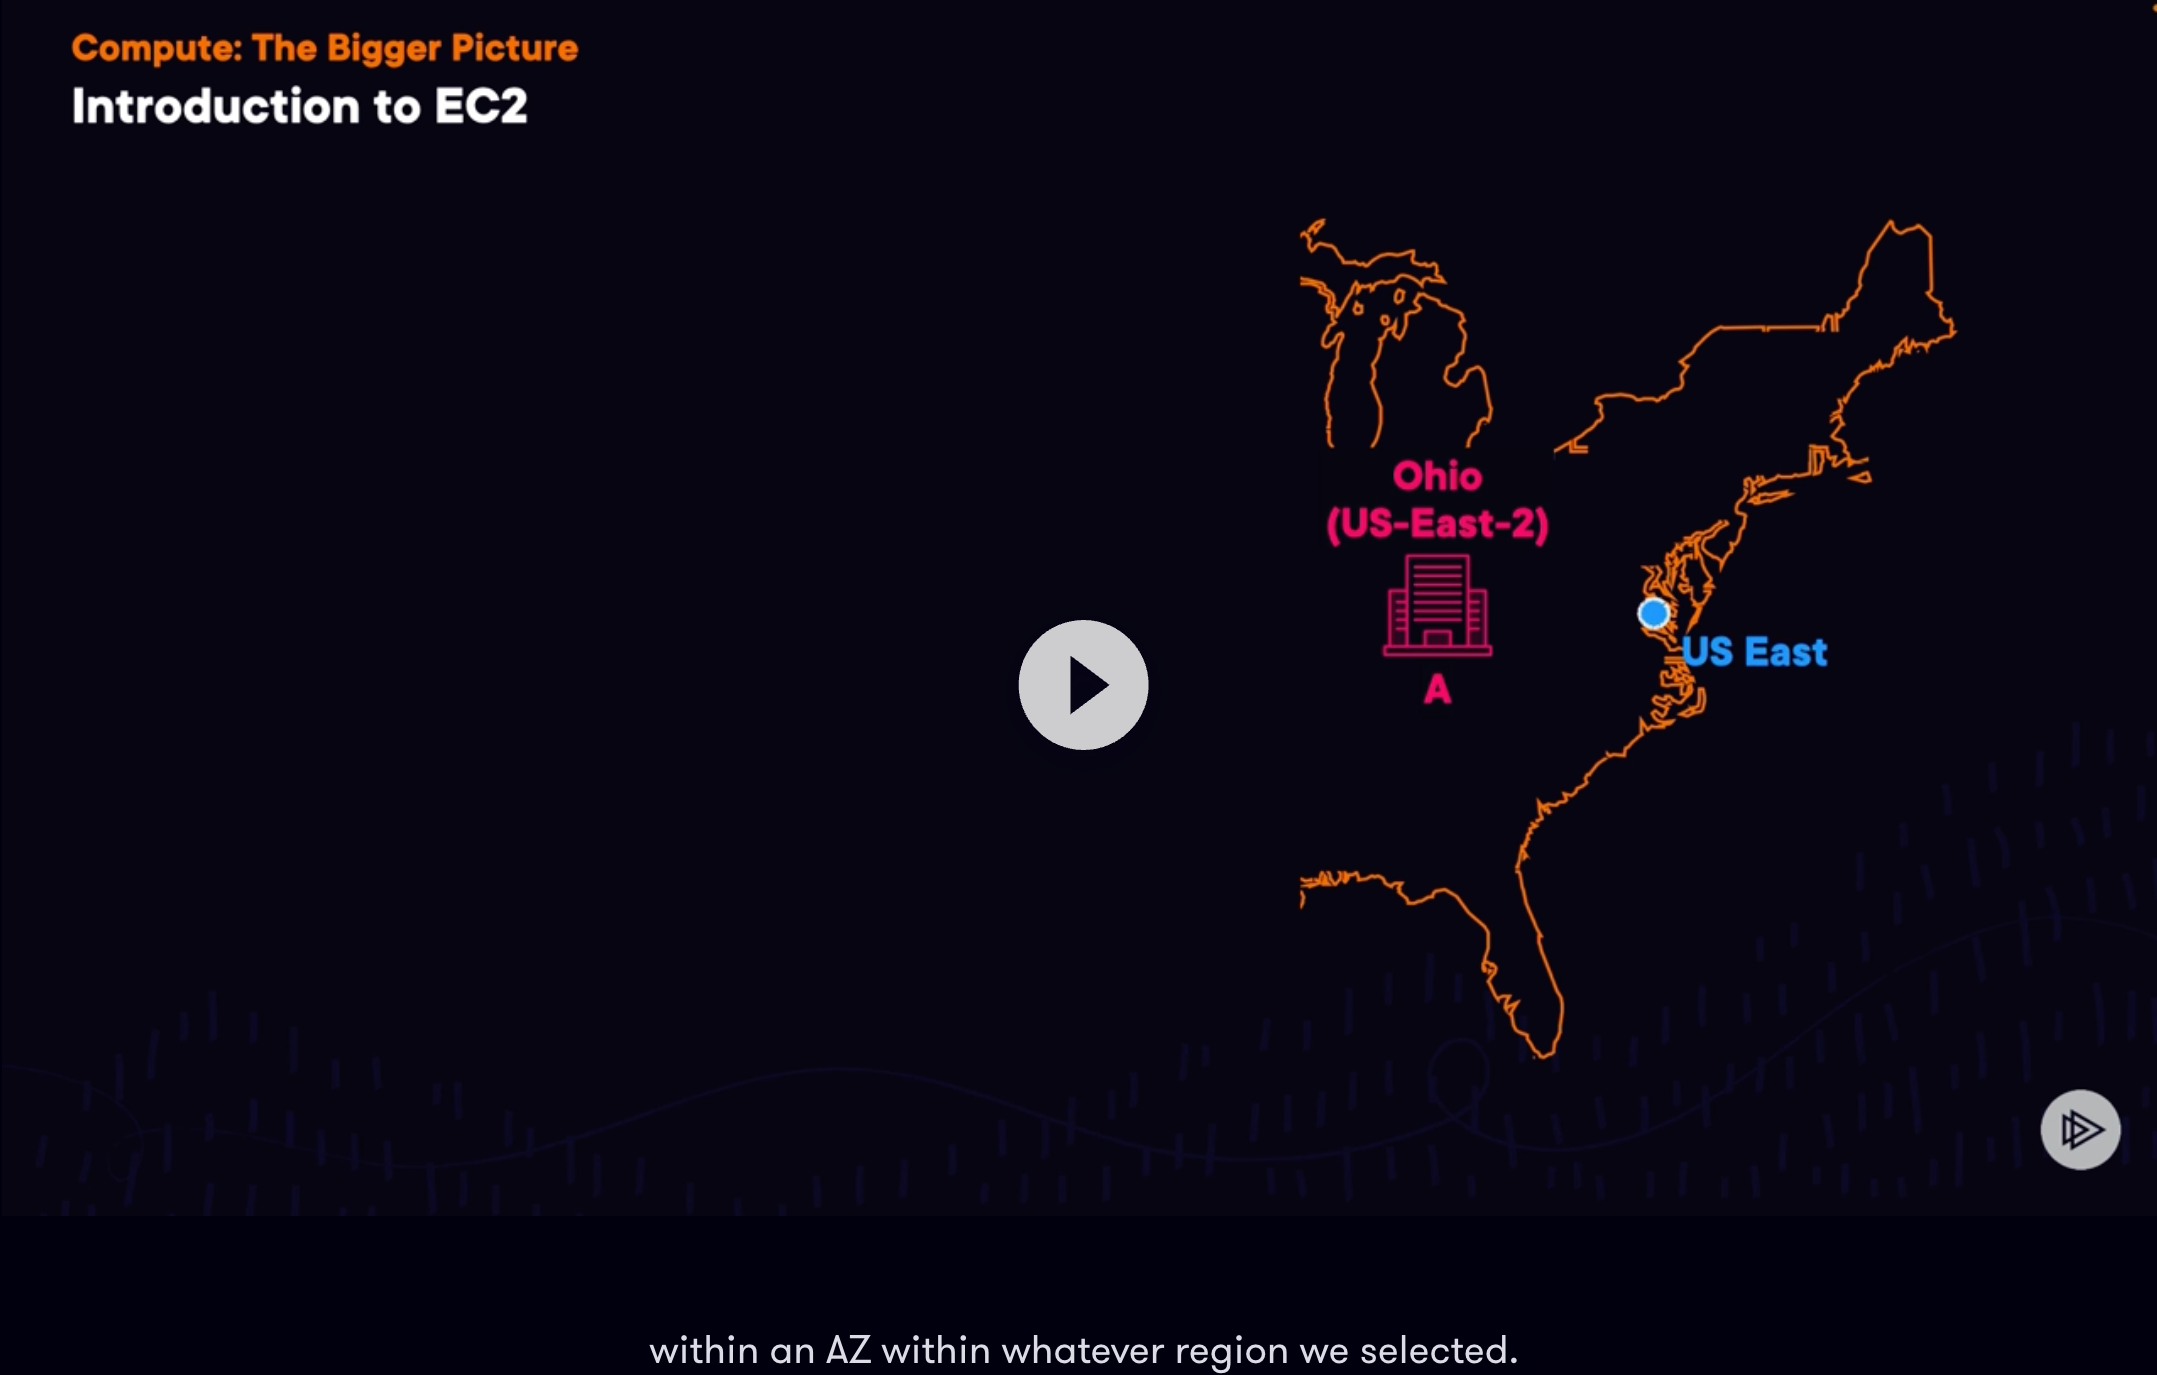 Compute: The Bigger Picture
Introduction to EC2
Ohio
(US-East-2)
A
US East
within an AZ within whatever region we selected.